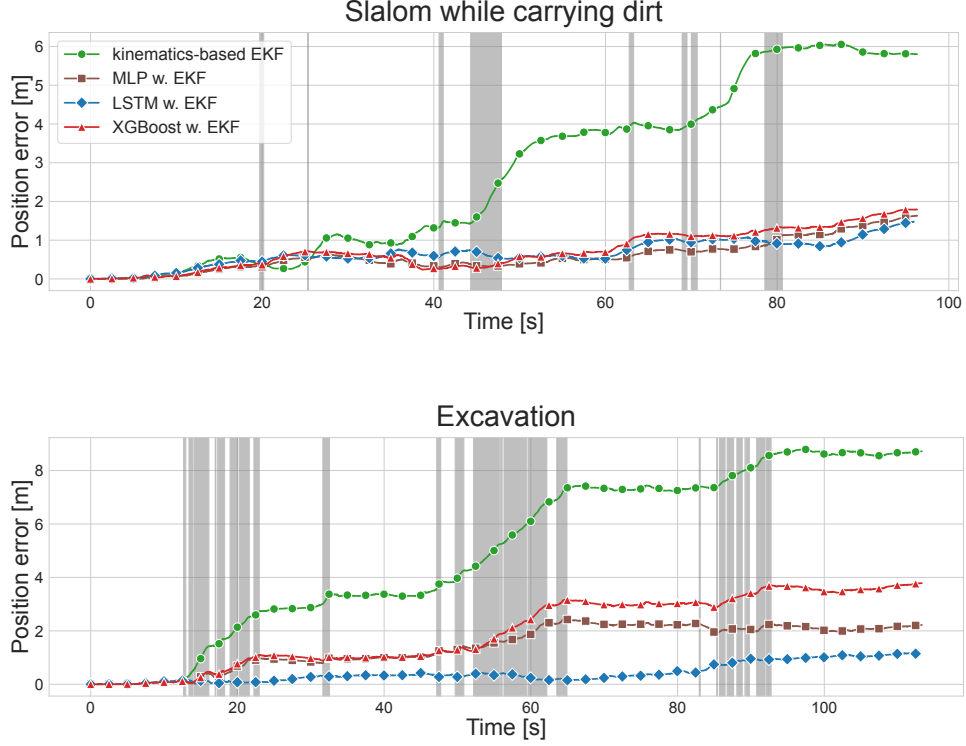 Slalom while carrying dirt
Position error [m]
6
5
4
3
2
1
0
kinematics-based EKF
MLP w. EKF
LSTM w. EKF
XGBoost w. EKF
0 20 40 60 80 100
Time [s]
Excavation
Position error [m]
8
6
4
2
0
0 20 40 60 80 100
Time [s]